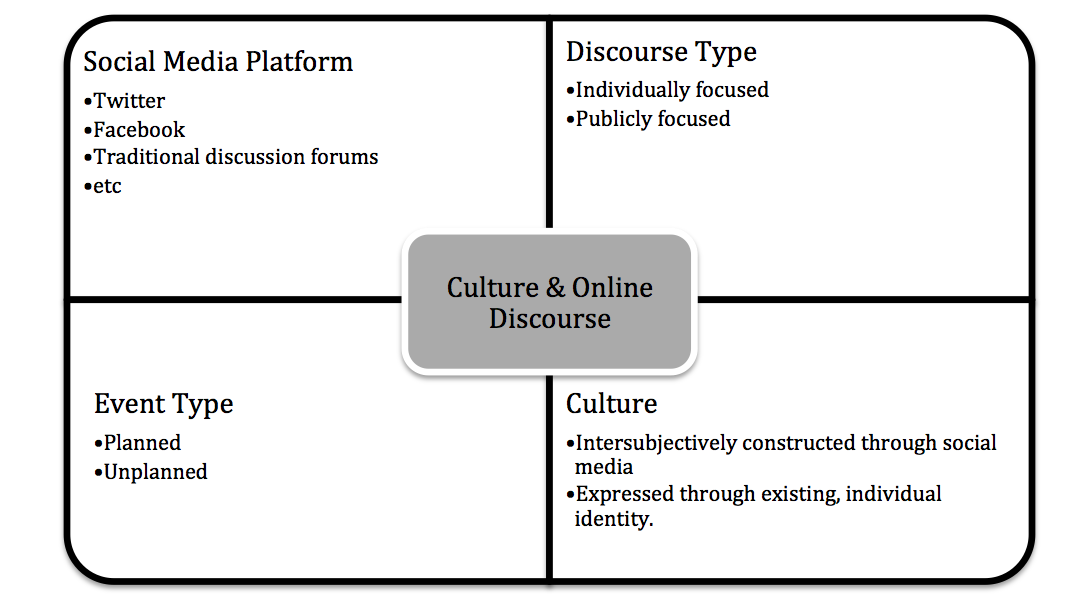 Social Media Platform
•Twitter
•Facebook
•Traditional discussion forums
•etc
Discourse Type
•Individually focused
•Publicly focused
Culture & Online
Discourse
Event Type
•Planned
•Unplanned
Culture
•Intersubjectively constructed through social
media
•Expressed through existing, individual
identity.